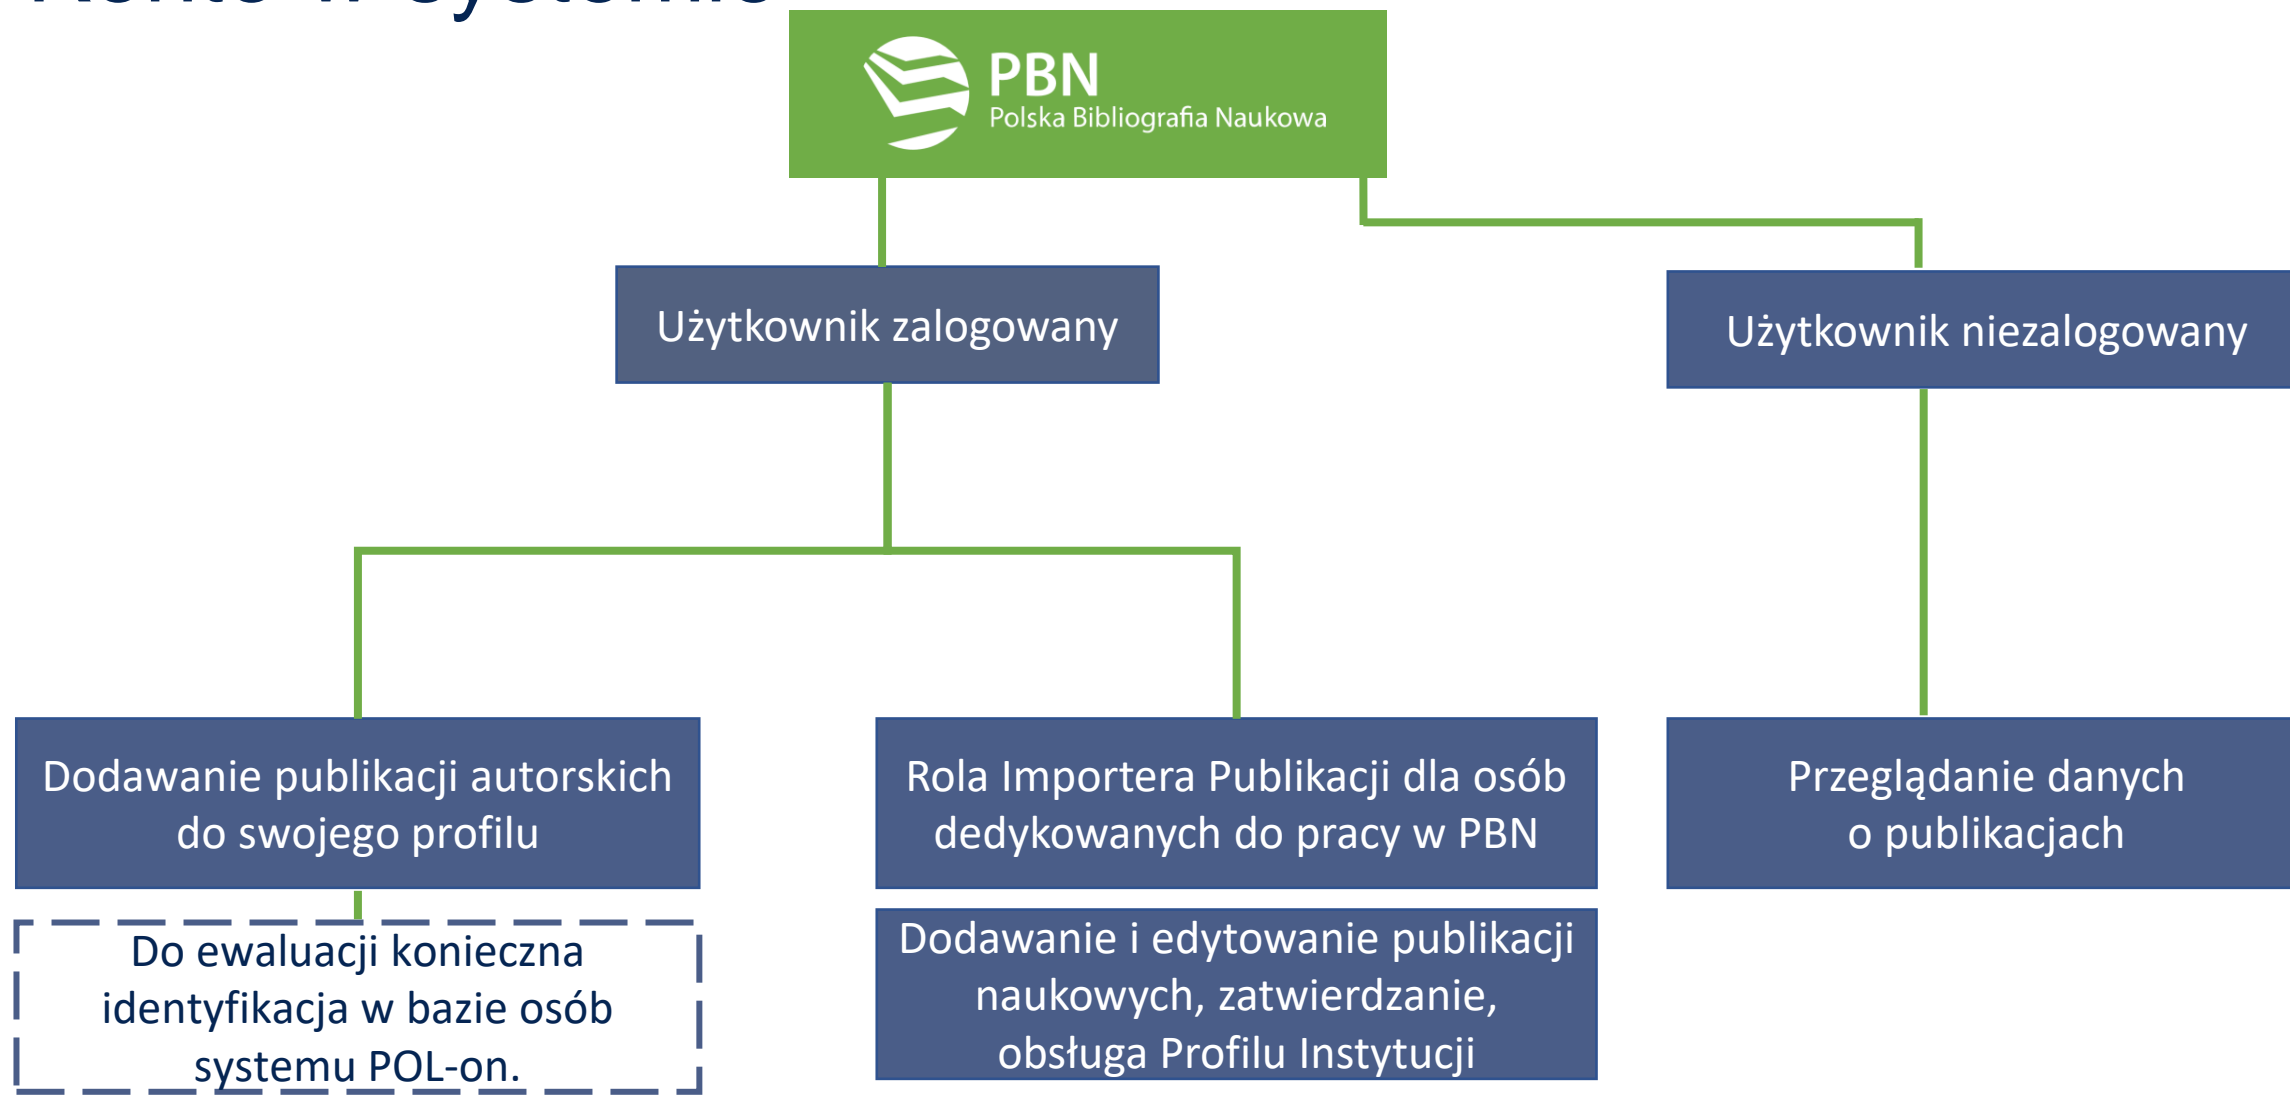 Konto w systemie
PBN
Polska Bibliografia Naukowa
Użytkownik zalogowany
Użytkownik niezalogowany
Dodawanie publikacji autorskich
do swojego profilu
Rola Importera Publikacji dla osób
dedykowanych do pracy w PBN
Przeglądanie danych
o publikacjach
Do ewaluacji konieczna
identyfikacja w bazie osób
systemu POL-on.
Dodawanie i edytowanie publikacji
naukowych, zatwierdzanie,
obsługa Profilu Instytucji